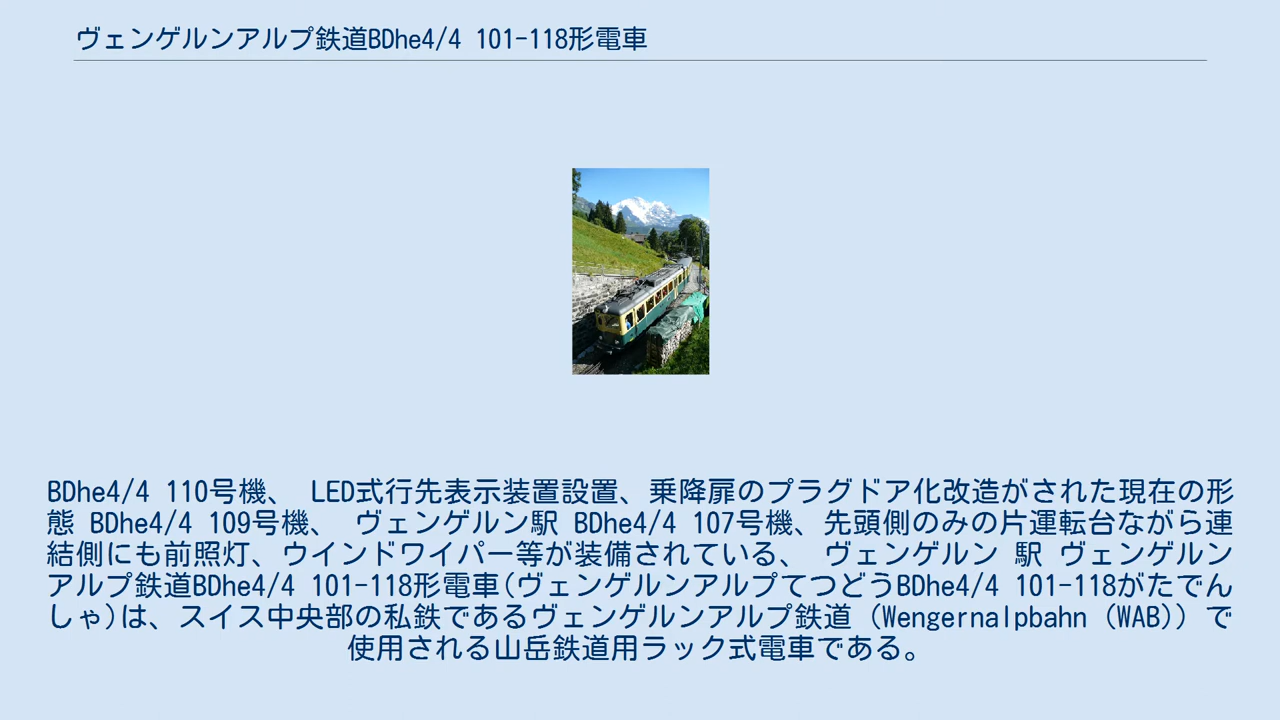 ヴェンゲルンアルプ鉄道BDhe4/4 101-118形電車
BDhe4/4 110号機、 LED式行先表示装置設置、乗降扉のプラグドア化改造がされた現在の形
態 BDhe4/4 109号機、 ヴェンゲルン駅 BDhe4/4 107号機、先頭側のみの片運転台ながら連
結側にも前照灯、ウインドワイパー等が装備されている、 ヴェンゲルン 駅 ヴェンゲルン
アルプ鉄道BDhe4/4 101-118形電車(ヴェンゲルンアルプてつどうBDhe4/4 101-118がたでん
しゃ)は、スイス中央部の私鉄であるヴェンゲルンアルプ鉄道（Wengernalpbahn（WAB)）で
使用される山岳鉄道用ラック式電車である。